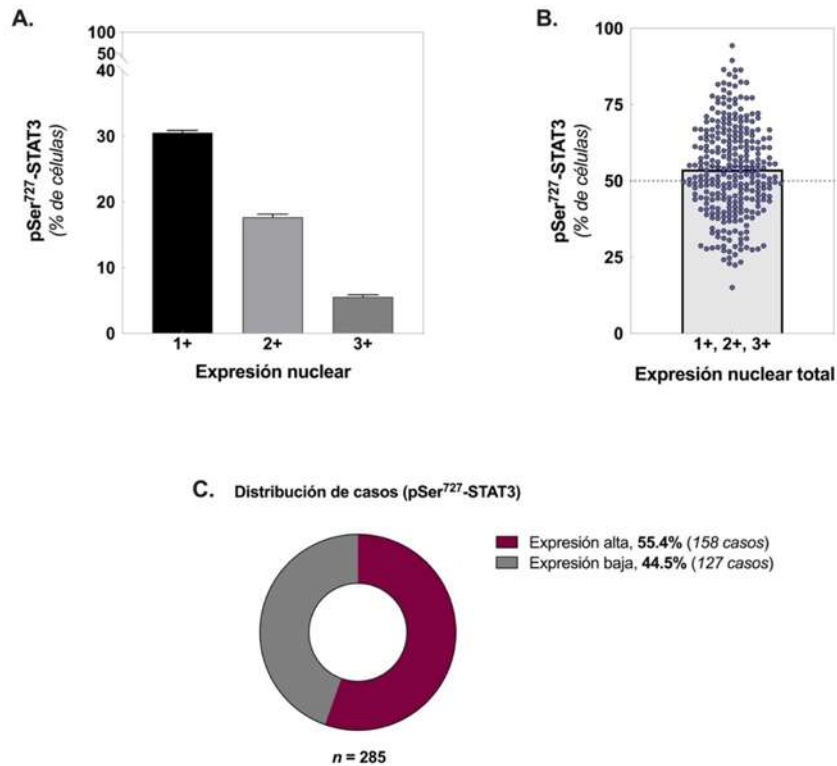 A.
100
50
40
30
20
10
0
pSer⁷²⁷-STAT3
(% de células)
1+ 2+ 3+
Expresión nuclear
B.
100
75
50
25
0
pSer⁷²⁷-STAT3
(% de células)
1+, 2+, 3+
Expresión nuclear total
C. Distribución de casos (pSer⁷²⁷-STAT3)
Expresión alta, 55.4% (158 casos)
Expresión baja, 44.5% (127 casos)
n = 285